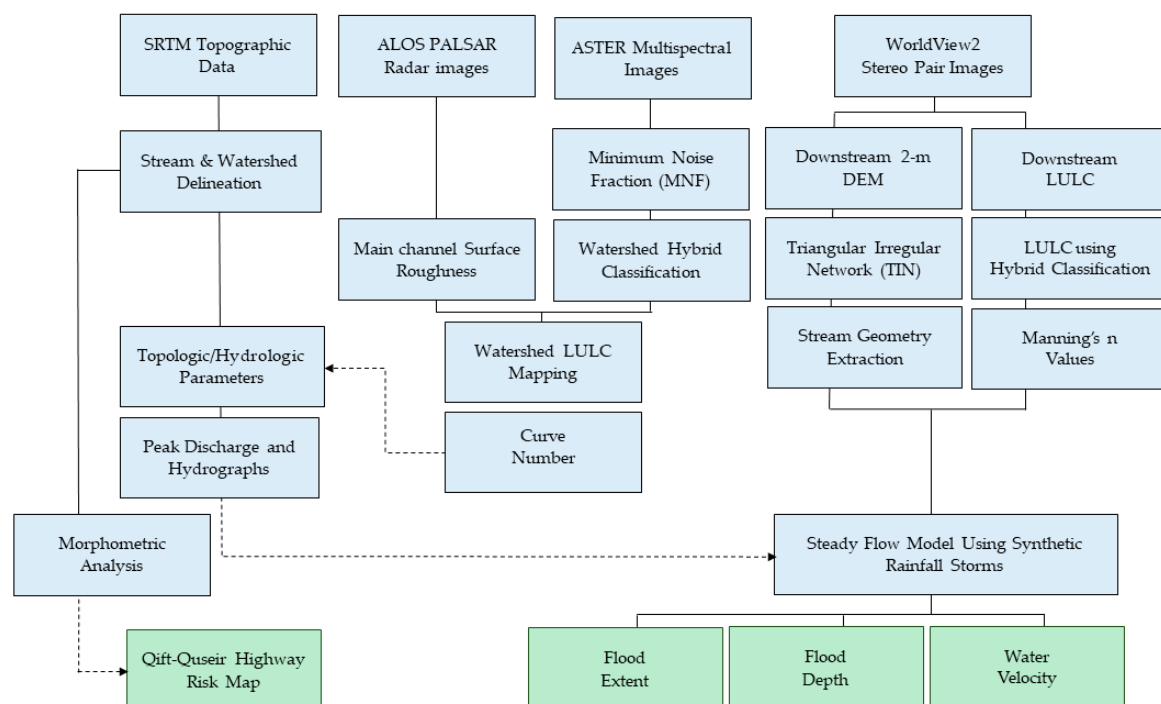 SRTM Topographic
Data
ALOS PALSAR
Radar images
ASTER Multispectral
Images
WorldView2
Stereo Pair Images
Stream & Watershed
Delineation
Minimum Noise
Fraction (MNF)
Downstream 2-m
DEM
Downstream
LULC
Main channel Surface
Roughness
Watershed Hybrid
Classification
Triangular Irregular
Network (TIN)
LULC using
Hybrid Classification
Topologic/Hydrologic
Parameters
Watershed LULC
Mapping
Stream Geometry
Extraction
Manning's n
Values
Peak Discharge and
Hydrographs
Curve
Number
Morphometric
Analysis
Steady Flow Model Using Synthetic
Rainfall Storms
Qift-Quseir Highway
Risk Map
Flood
Extent
Flood
Depth
Water
Velocity